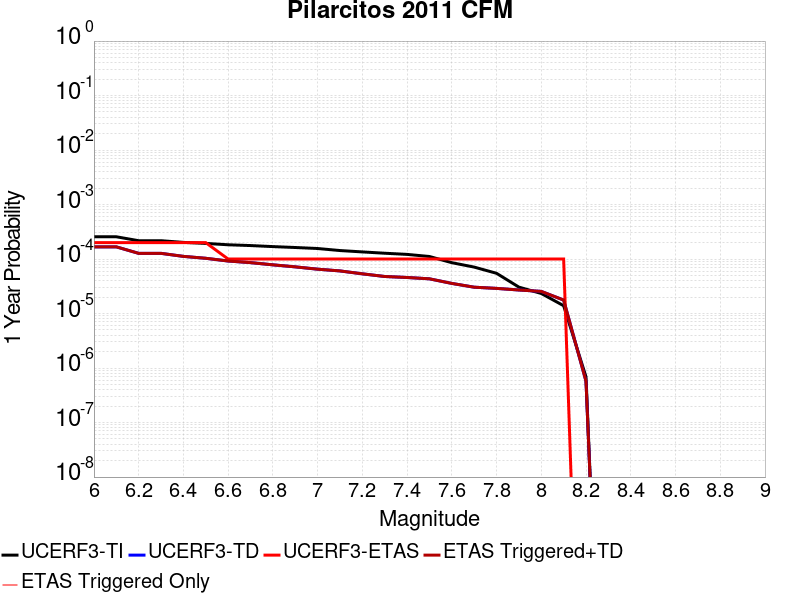 Pilarcitos 2011 CFM
10^0
10^-1
10^-2
10^-3
10^-4
10^-5
10^-6
10^-7
10^-8
1 Year Probability
6 6.2 6.4 6.6 6.8 7 7.2 7.4 7.6 7.8 8 8.2 8.4 8.6 8.8 9
Magnitude
UCERF3-TI UCERF3-TD UCERF3-ETAS ETAS Triggered+TD
ETAS Triggered Only